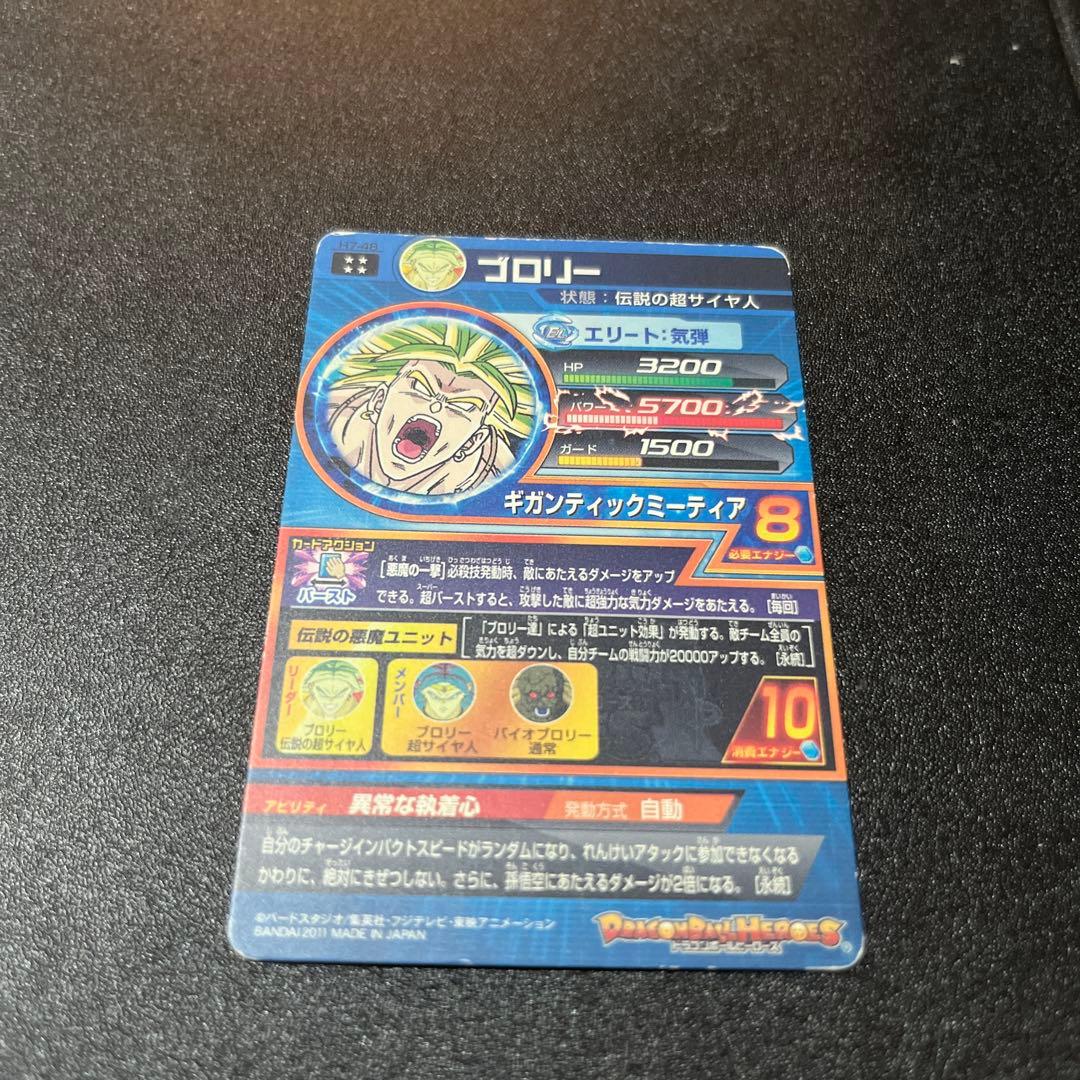 H7-48
ブロリー
状態：伝説の超サイヤ人
エリート：気弾
HP 3200
パワー 5700
ガード 1500
ギガンティックミーティア 8
必要エナジー
カードアクション
バースト
[悪魔の一撃]必殺技発動時、敵にあたえるダメージをアップ
できる。超バーストすると、攻撃した敵に超強力な気力ダメージをあたえる。[毎回]
伝説の悪魔ユニット
「ブロリー達」による「超ユニット効果」が発動する。敵チーム全員の
気力を超ダウンし、自分チームの戦闘力が20000アップする。[永続]
リーダー
ブロリー
伝説の超サイヤ人
メンバー
ブロリー
超サイヤ人
バイオブロリー
通常
10
消費エナジー
アビリティ 異常な執着心 発動方式 自動
自分のチャージインパクトスピードがランダムになり、れんけいアタックに参加できなくなる
かわりに、絶対にきぜつしない。さらに、孫悟空にあたえるダメージが2倍になる。[永続]
©バードスタジオ/集英社・フジテレビ・東映アニメーション
BANDAI 2011 MADE IN JAPAN
DRAGONBALL HEROES
ドラゴンボールヒーローズ